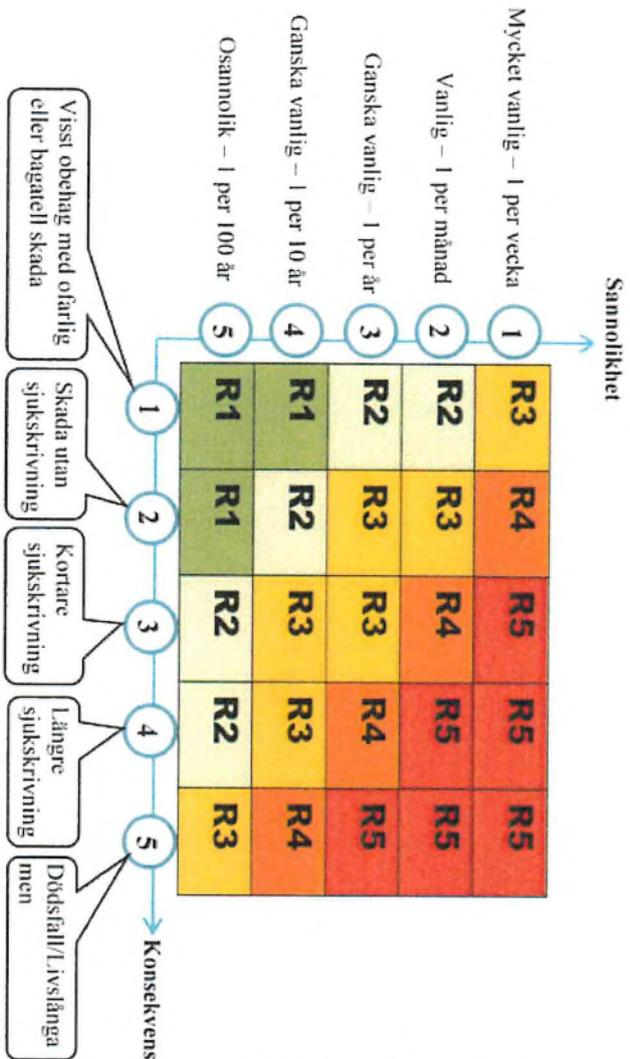 Sannolikhet
Mycket vanlig – 1 per vecka 1 R3 R4 R5 R5 R5
Vanlig – 1 per månad 2 R2 R3 R4 R5 R5
Ganska vanlig – 1 per år 3 R2 R3 R3 R4 R5
Ganska vanlig – 1 per 10 år 4 R1 R2 R3 R3 R4
Osannolik – 1 per 100 år 5 R1 R1 R2 R2 R3
1 2 3 4 5 Konsekvens
Visst obehag med ofarlig
eller bagatell skada
Skada utan
sjukskrivning
Kortare
sjukskrivning
Längre
sjukskrivning
Dödsfall/Livslånga
men